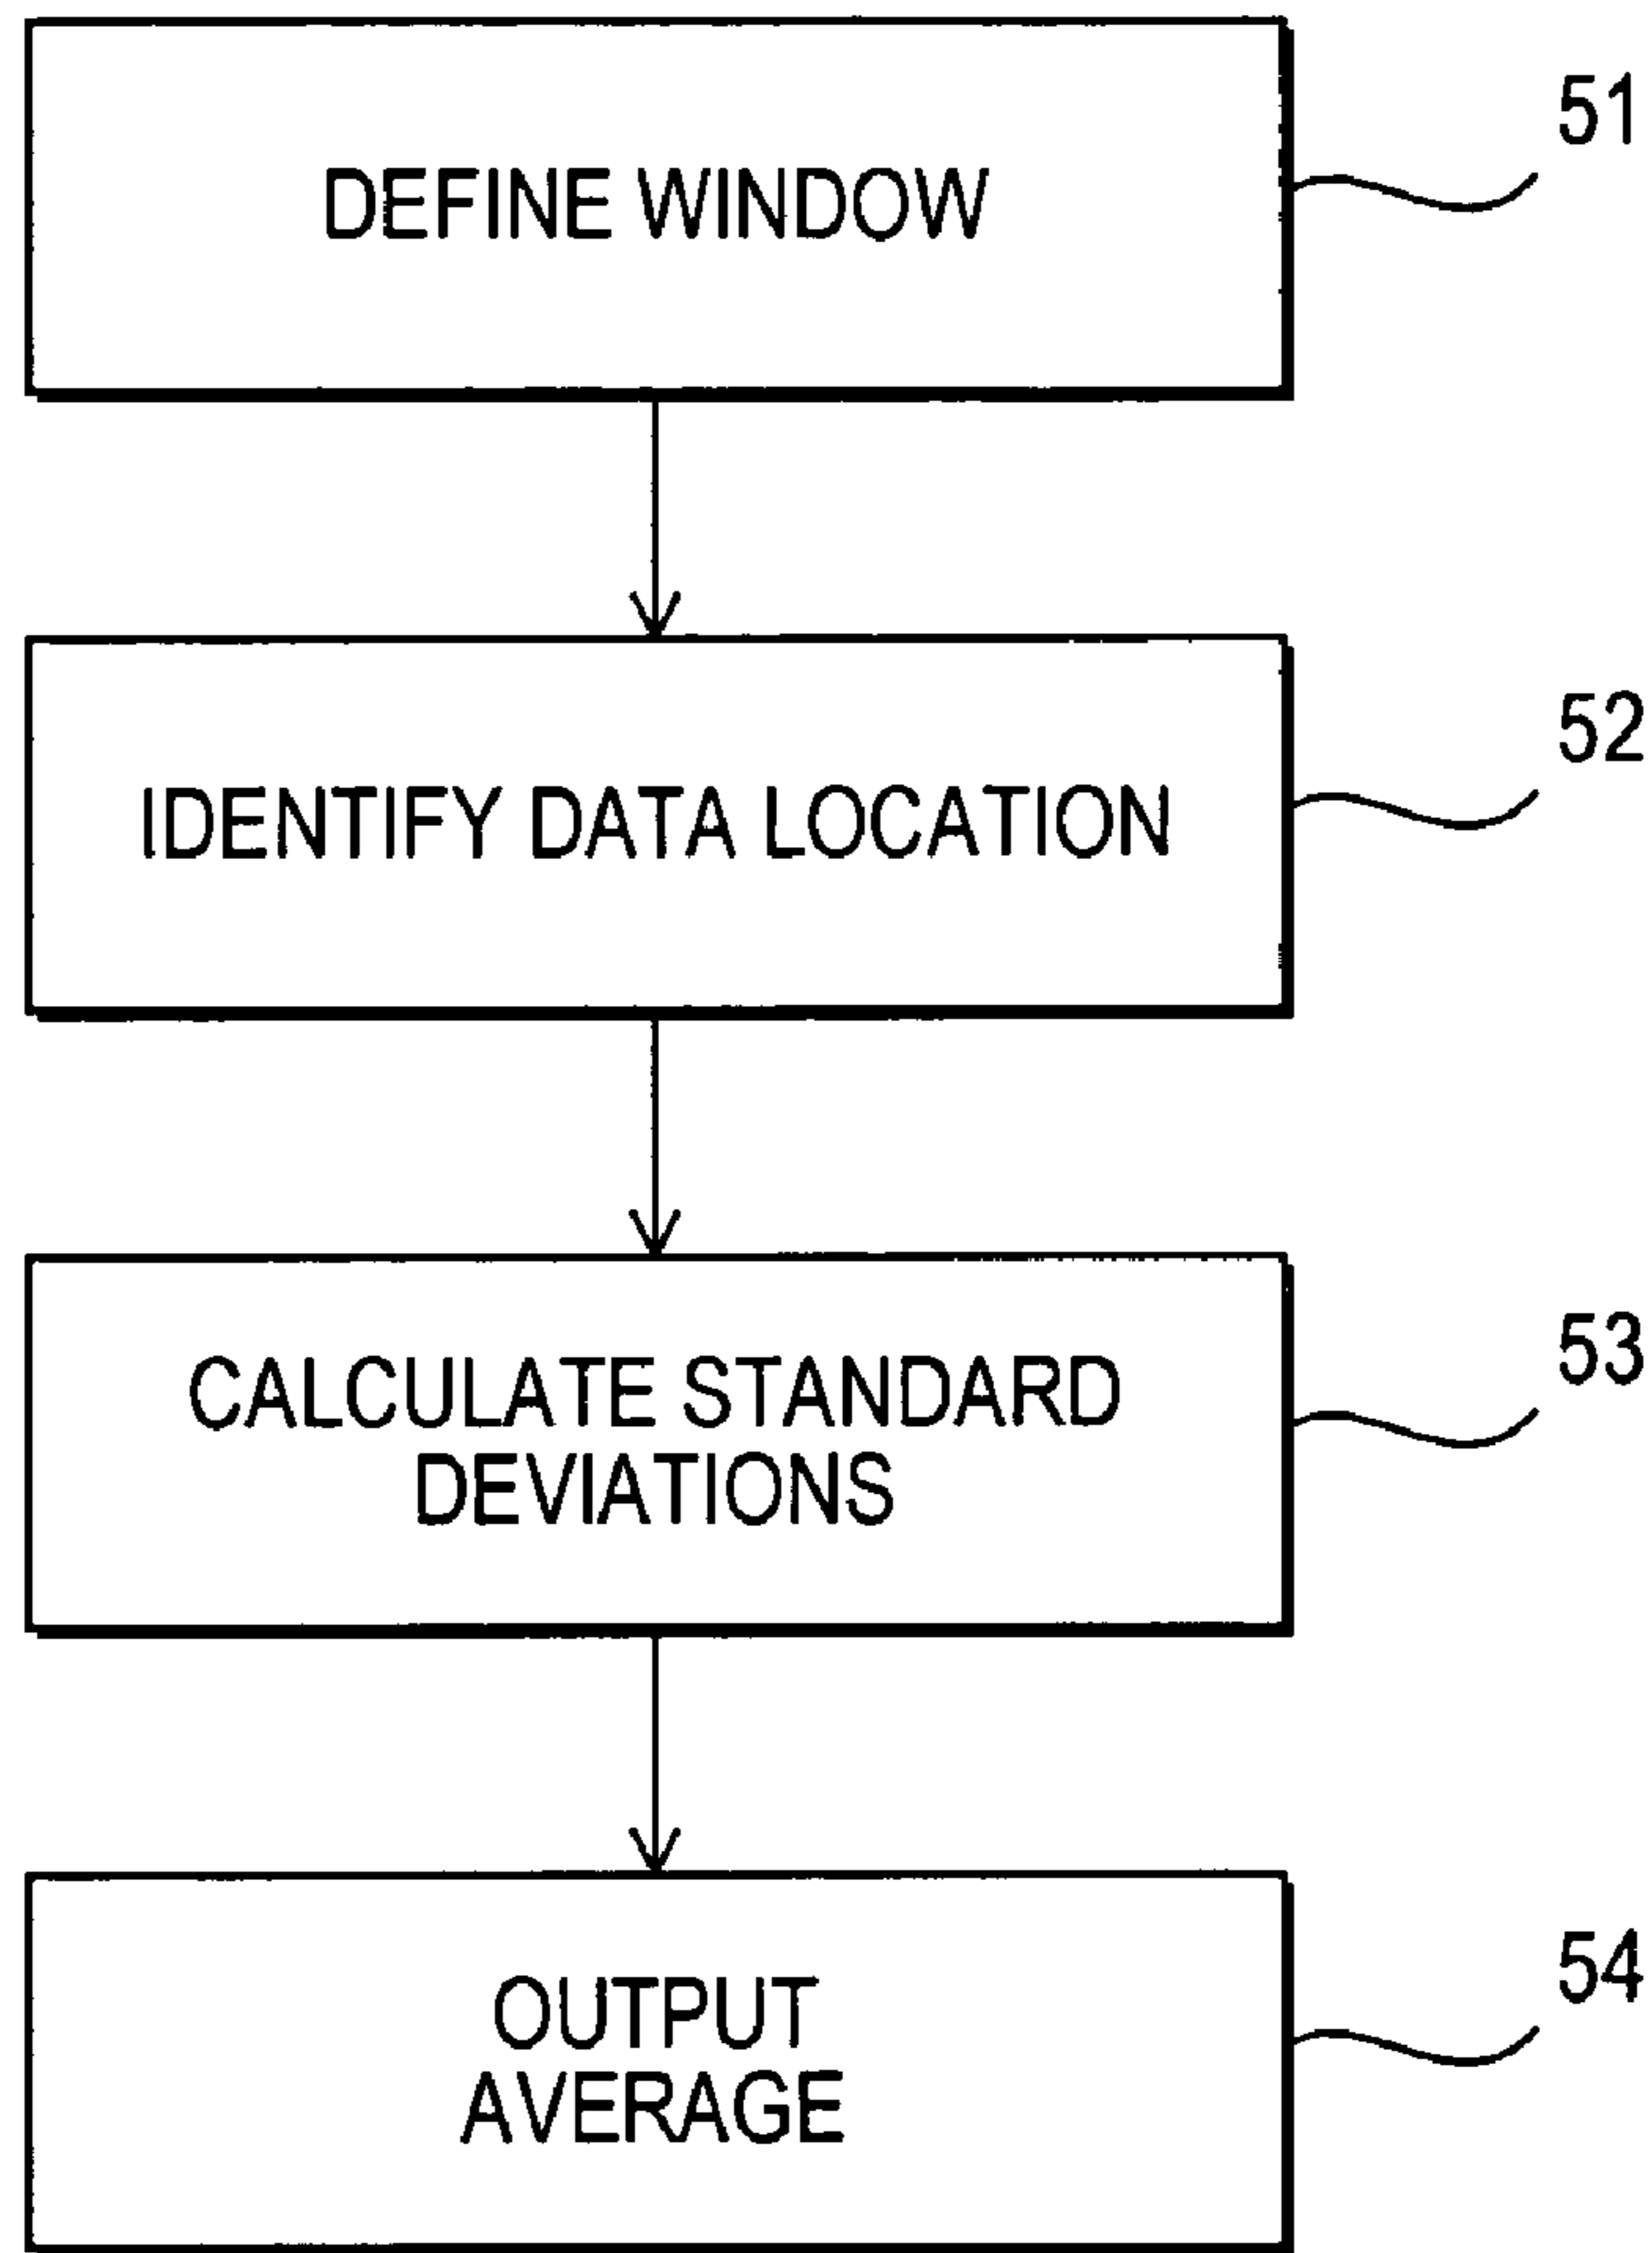 DEFINE WINDOW
51
IDENTIFY DATA LOCATION
52
CALCULATE STANDARD
DEVIATIONS
53
OUTPUT
AVERAGE
54